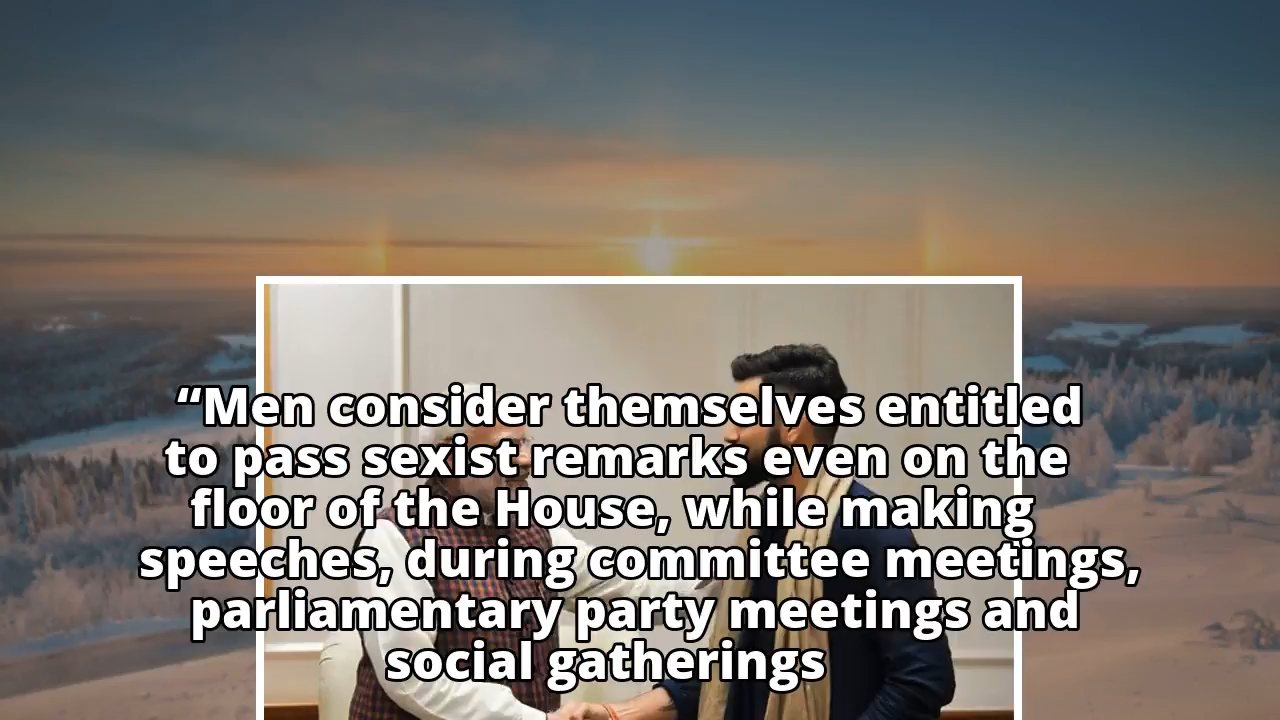 “Men consider themselves entitled
to pass sexist remarks even on the
floor of the House, while making
speeches, during committee meetings,
parliamentary party meetings and
social gatherings